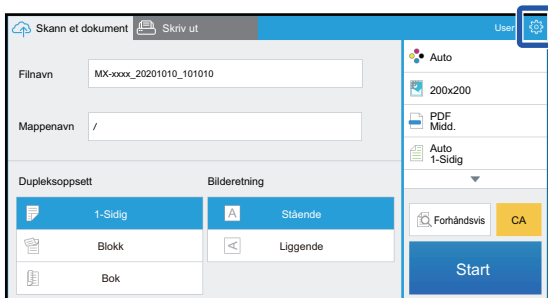 Skann et dokument
Skriv ut
User
Filnavn
MX-xxxx_20201010_101010
Mappenavn
/
Dupleksoppsett
1-Sidig
Blokk
Bok
Bilderetning
A Stående
A Liggende
Auto
200x200
PDF
Midd.
Auto
1-Sidig
Forhåndsvis
CA
Start